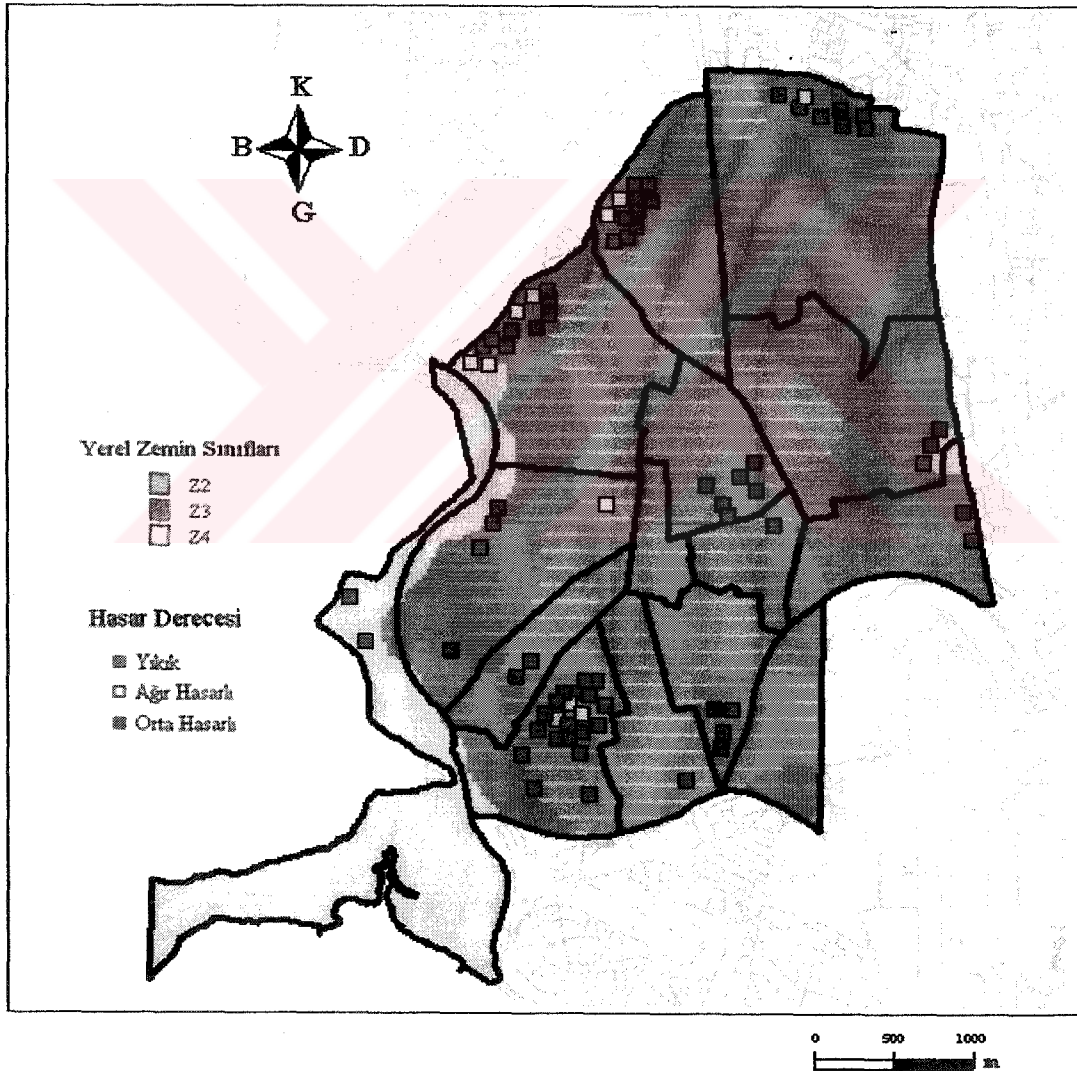 K
B D
G
Yerel Zemin Sınıfları
Z2
Z3
Z4
Hasar Derecesi
Yıkık
Ağır Hasarlı
Orta Hasarlı
0 500 1000
m